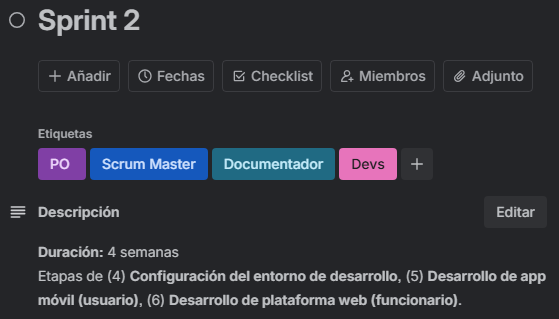 Sprint 2
+ Añadir Fechas Checklist Miembros Adjunto
Etiquetas
PO Scrum Master Documentador Devs +
Descripción Editar
Duración: 4 semanas
Etapas de (4) Configuración del entorno de desarrollo, (5) Desarrollo de app
móvil (usuario), (6) Desarrollo de plataforma web (funcionario).